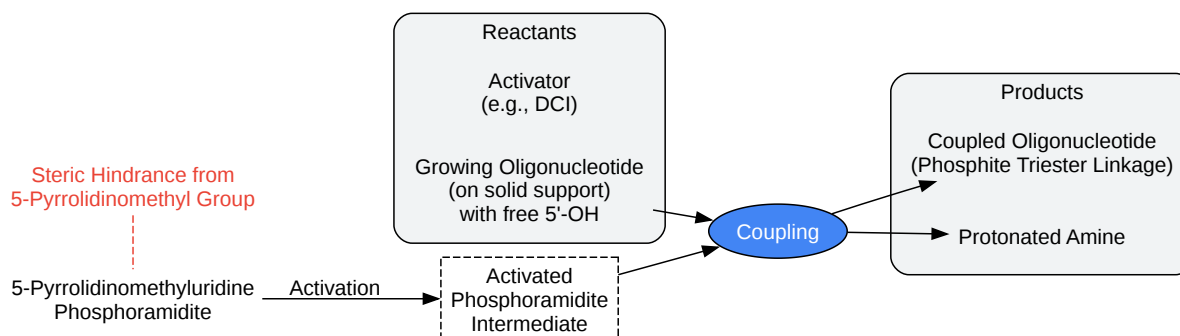 Reactants
Activator
(e.g., DCI)
Growing Oligonucleotide
(on solid support)
with free 5'-OH
Products
Coupled Oligonucleotide
(Phosphite Triester Linkage)
Protonated Amine
Steric Hindrance from
5-Pyrrolidinomethyl Group
Coupling
5-Pyrrolidinomethyluridine
Phosphoramidite
Activation
Activated
Phosphoramidite
Intermediate